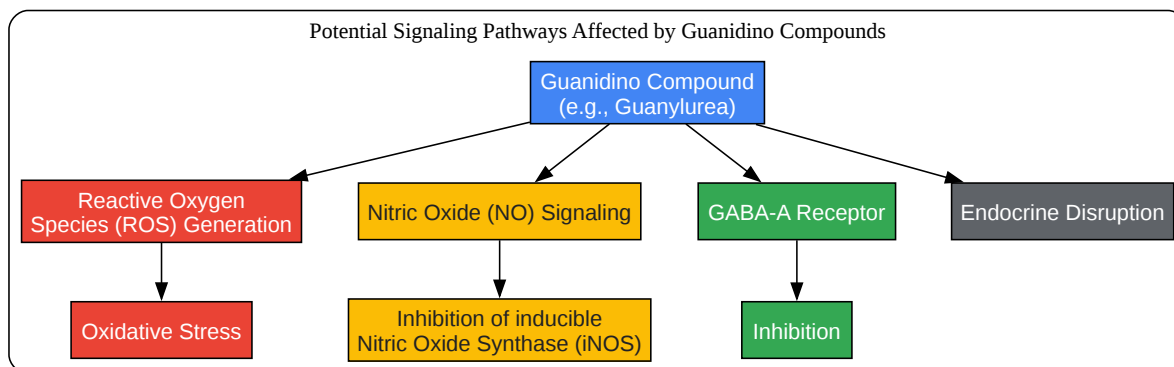 Potential Signaling Pathways Affected by Guanidino Compounds
Guanidino Compound
(e.g., Guanylurea)
Reactive Oxygen
Species (ROS) Generation
Nitric Oxide (NO) Signaling
GABA-A Receptor
Endocrine Disruption
Oxidative Stress
Inhibition of inducible
Nitric Oxide Synthase (iNOS)
Inhibition